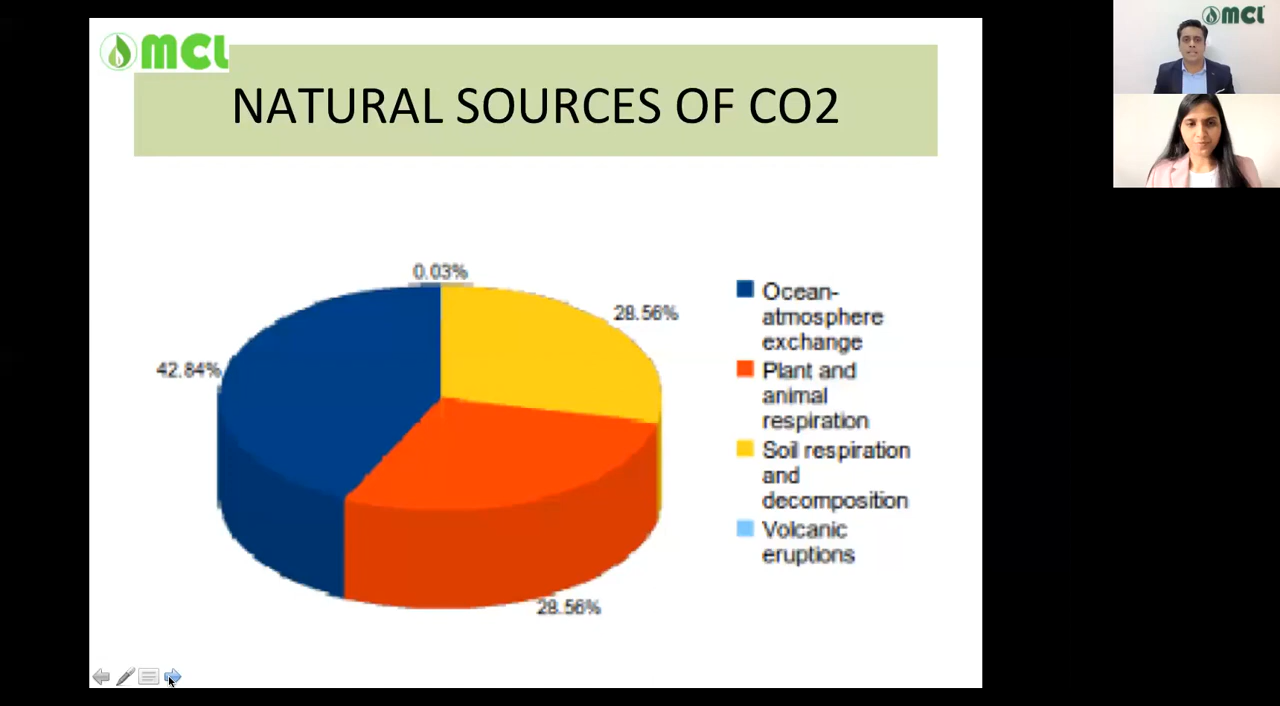 MCL
NATURAL SOURCES OF CO2
0.03%
28.56%
42.84%
28.56%
Ocean-
atmosphere
exchange
Plant and
animal
respiration
Soil respiration
and
decomposition
Volcanic
eruptions
MCL